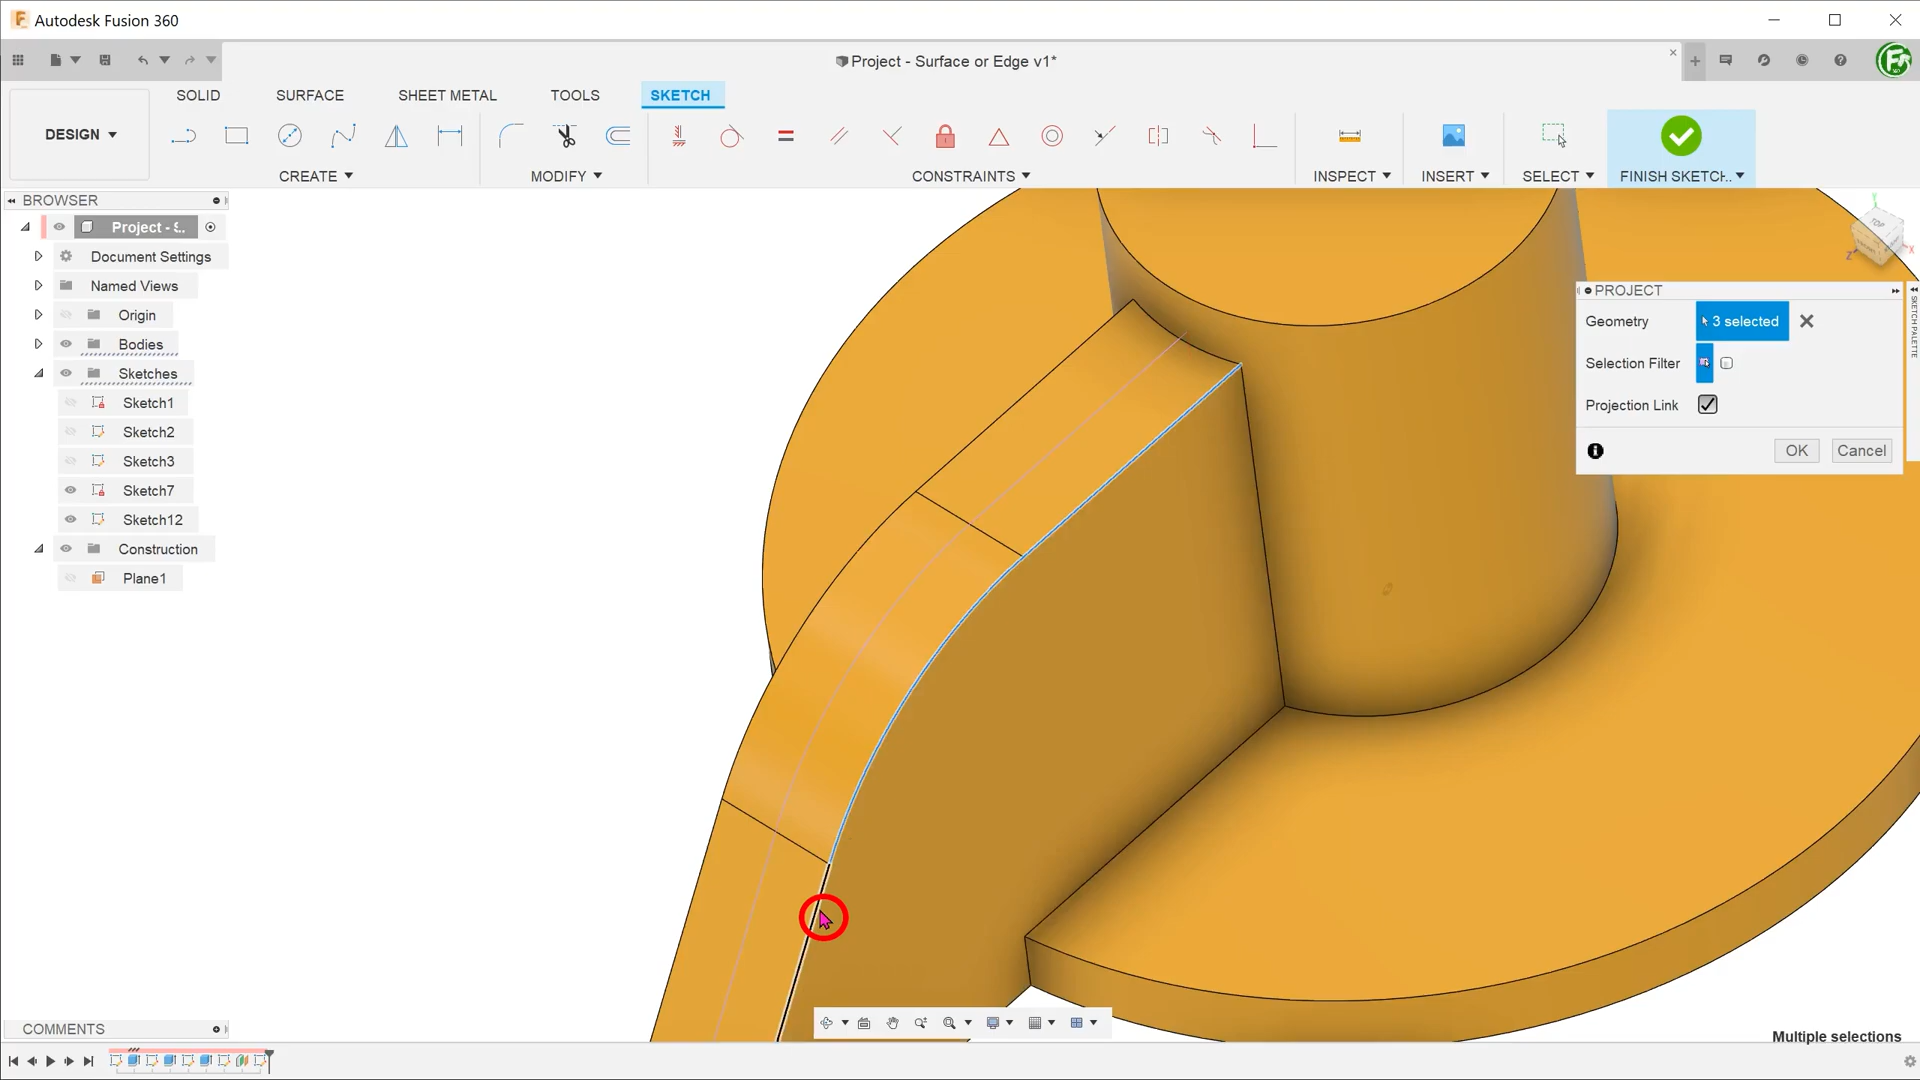 Autodesk Fusion 360
Project - Surface or Edge v1*
SOLID SURFACE SHEET METAL TOOLS SKETCH
DESIGN
CREATE MODIFY CONSTRAINTS INSPECT INSERT SELECT FINISH SKETCH..
BROWSER
Project - S..
Document Settings
Named Views
Origin
Bodies
Sketches
Sketch1
Sketch2
Sketch3
Sketch7
Sketch12
Construction
Plane1
TOP
Z
X
PROJECT
Geometry 3 selected
Selection Filter
Projection Link
OK Cancel
SKETCH PALETTE
COMMENTS
Multiple selections